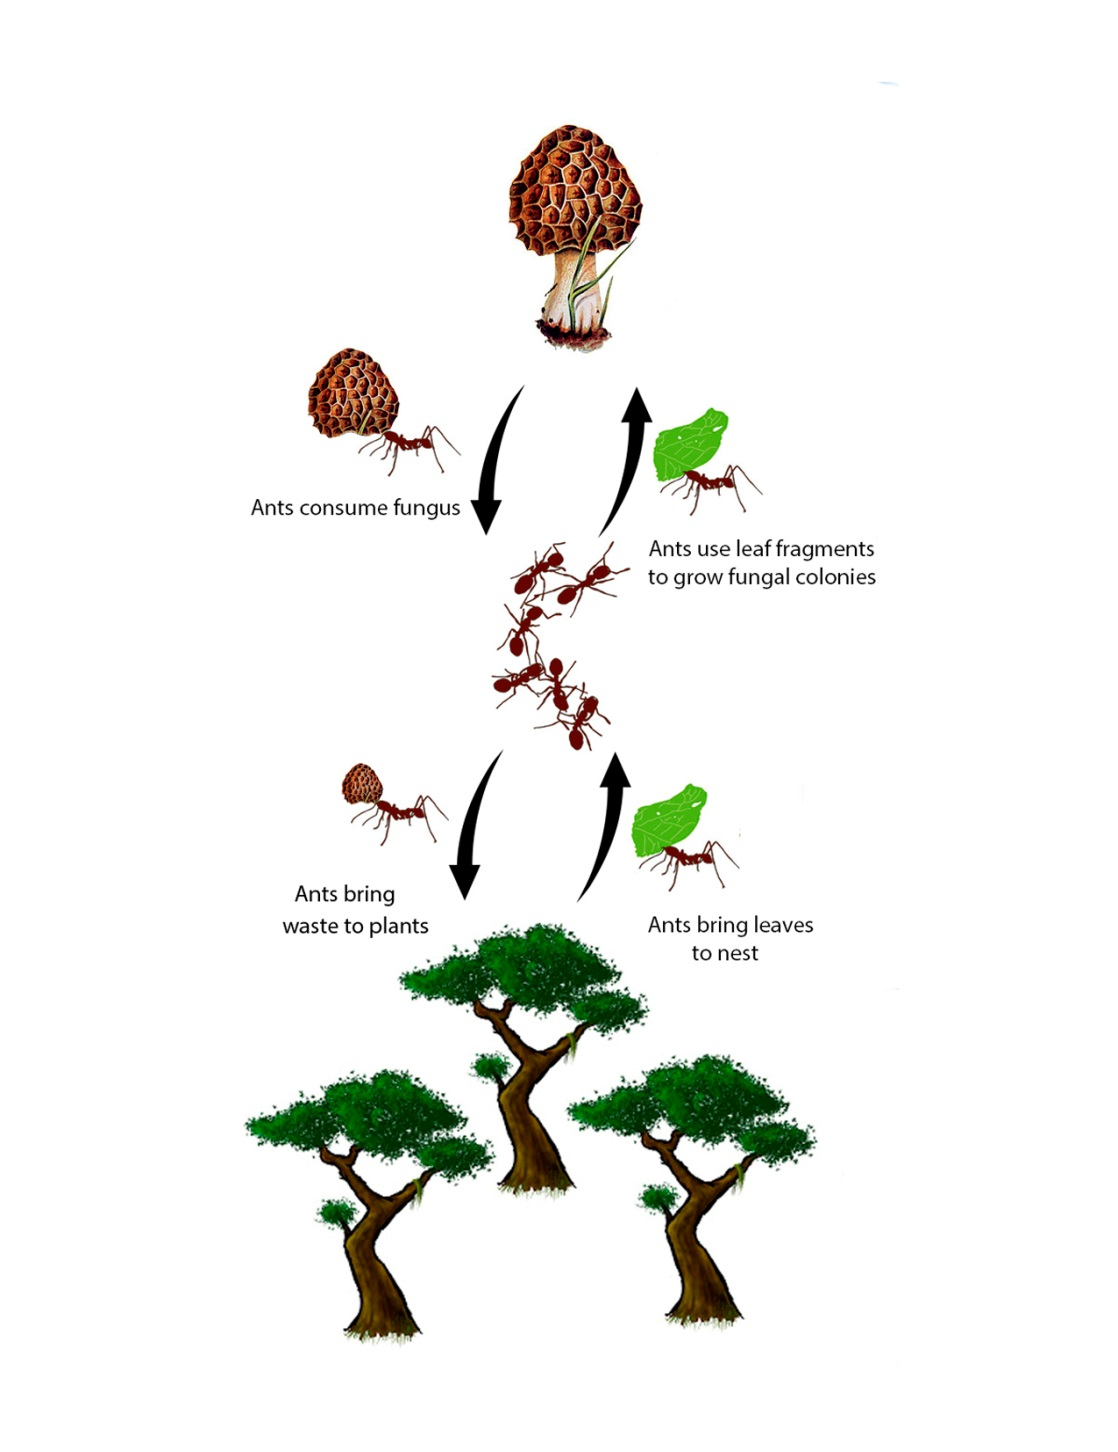 Ants consume fungus
Ants use leaf fragments
to grow fungal colonies
Ants bring
waste to plants
Ants bring leaves
to nest